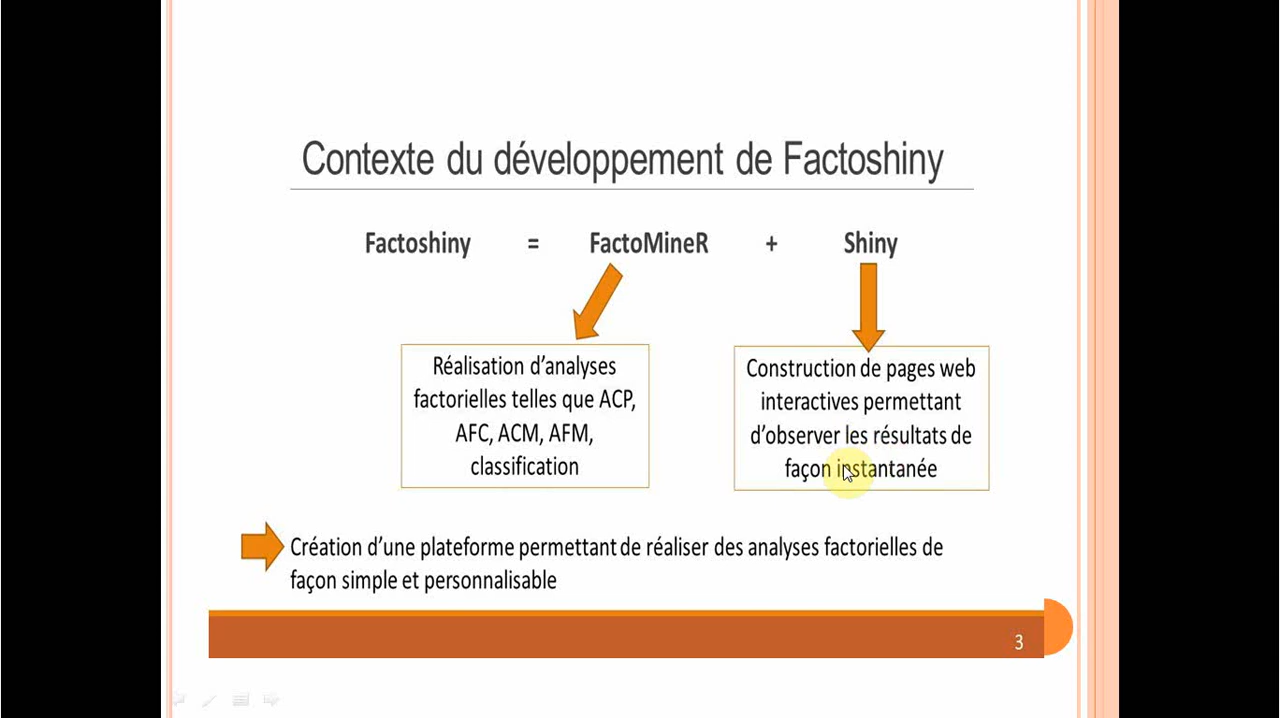 Contexte du développement de Factoshiny
Factoshiny = FactoMineR + Shiny
Réalisation d’analyses
factorielles telles que ACP,
AFC, ACM, AFM,
classification
Construction de pages web
interactives permettant
d’observer les résultats de
façon instantanée
Création d’une plateforme permettant de réaliser des analyses factorielles de
façon simple et personnalisable
3